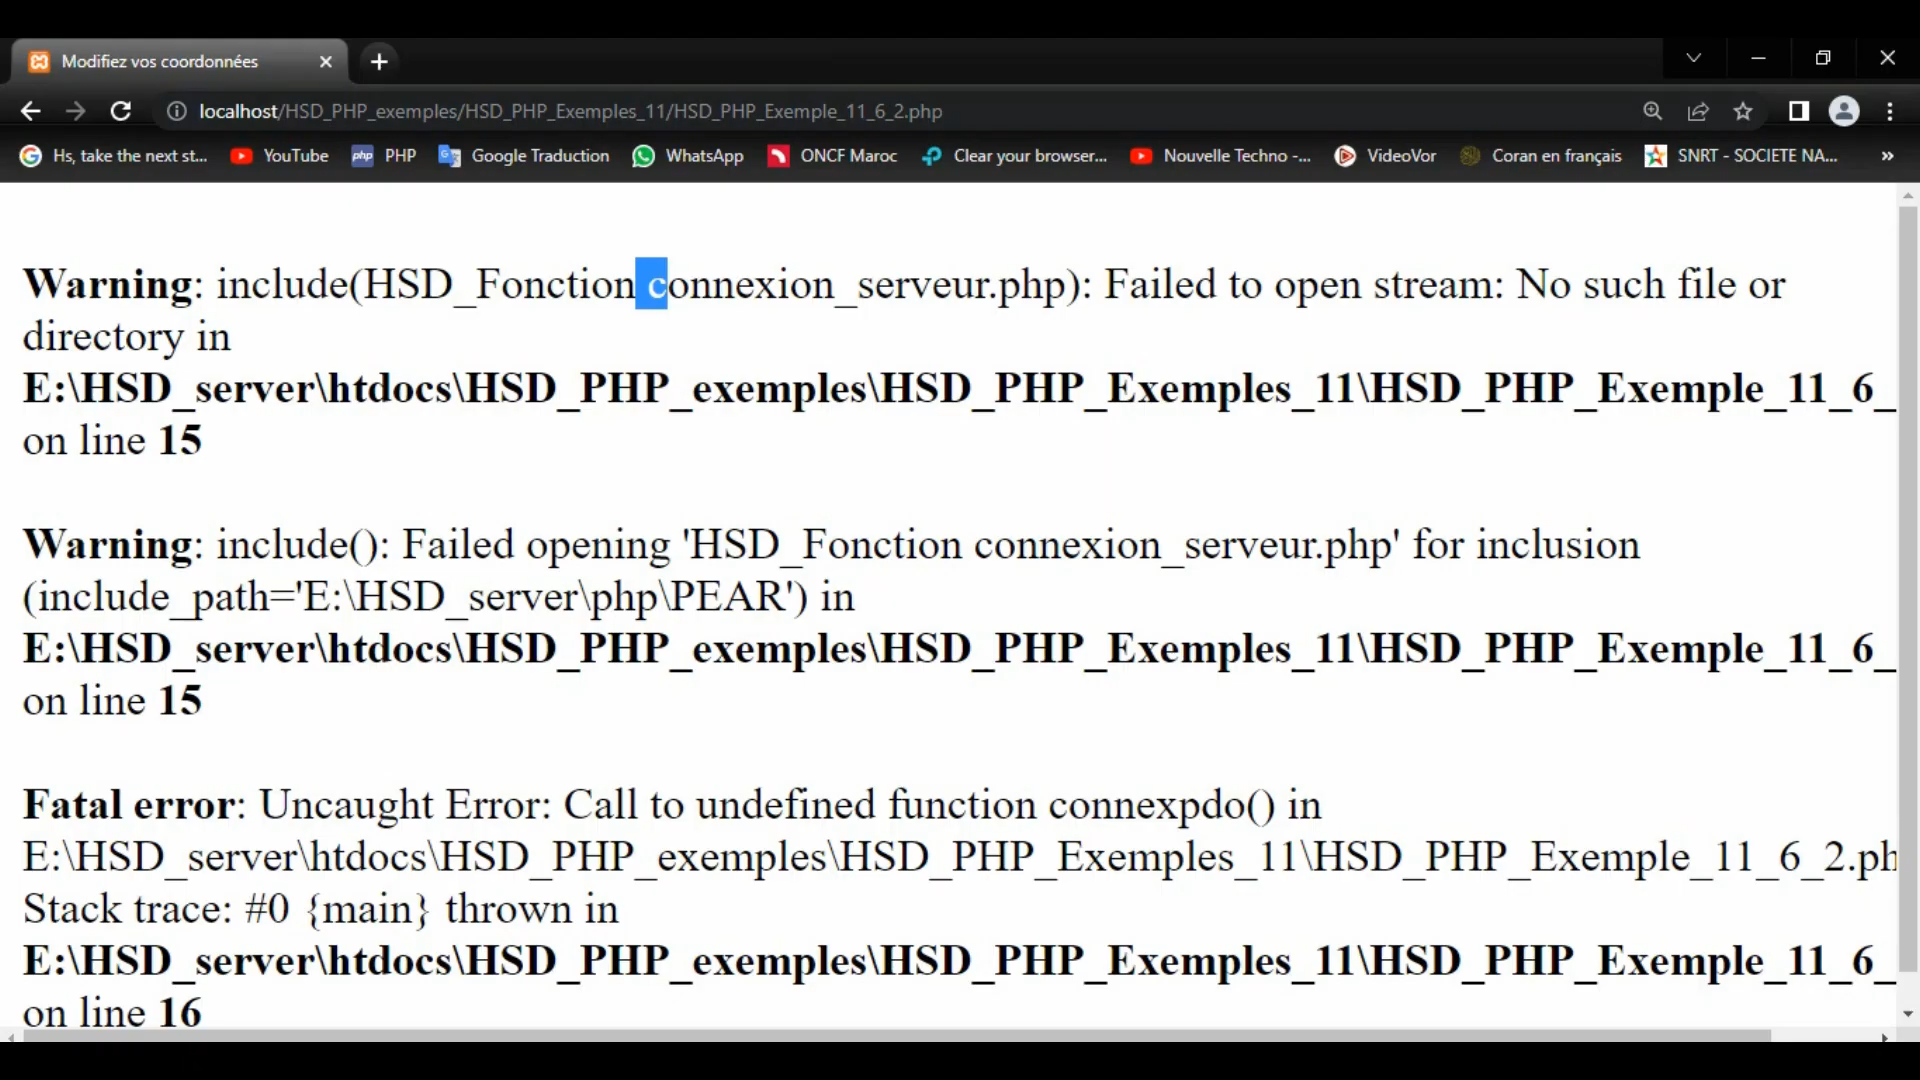 Modifiez vos coordonnées
localhost/HSD_PHP_exemples/HSD_PHP_Exemples_11/HSD_PHP_Exemple_11_6_2.php
Hs, take the next st... YouTube php PHP Google Traduction WhatsApp ONCF Maroc Clear your browser... Nouvelle Techno -... VideoVor Coran en français SNRT - SOCIETE NA... »
Warning: include(HSD_Fonction connexion_serveur.php): Failed to open stream: No such file or
directory in
E:\HSD_server\htdocs\HSD_PHP_exemples\HSD_PHP_Exemples_11\HSD_PHP_Exemple_11_6_
on line 15
Warning: include(): Failed opening 'HSD_Fonction connexion_serveur.php' for inclusion
(include_path='E:\HSD_server\php\PEAR') in
E:\HSD_server\htdocs\HSD_PHP_exemples\HSD_PHP_Exemples_11\HSD_PHP_Exemple_11_6_
on line 15
Fatal error: Uncaught Error: Call to undefined function connexpdo() in
E:\HSD_server\htdocs\HSD_PHP_exemples\HSD_PHP_Exemples_11\HSD_PHP_Exemple_11_6_2.ph
Stack trace: #0 {main} thrown in
E:\HSD_server\htdocs\HSD_PHP_exemples\HSD_PHP_Exemples_11\HSD_PHP_Exemple_11_6_
on line 16